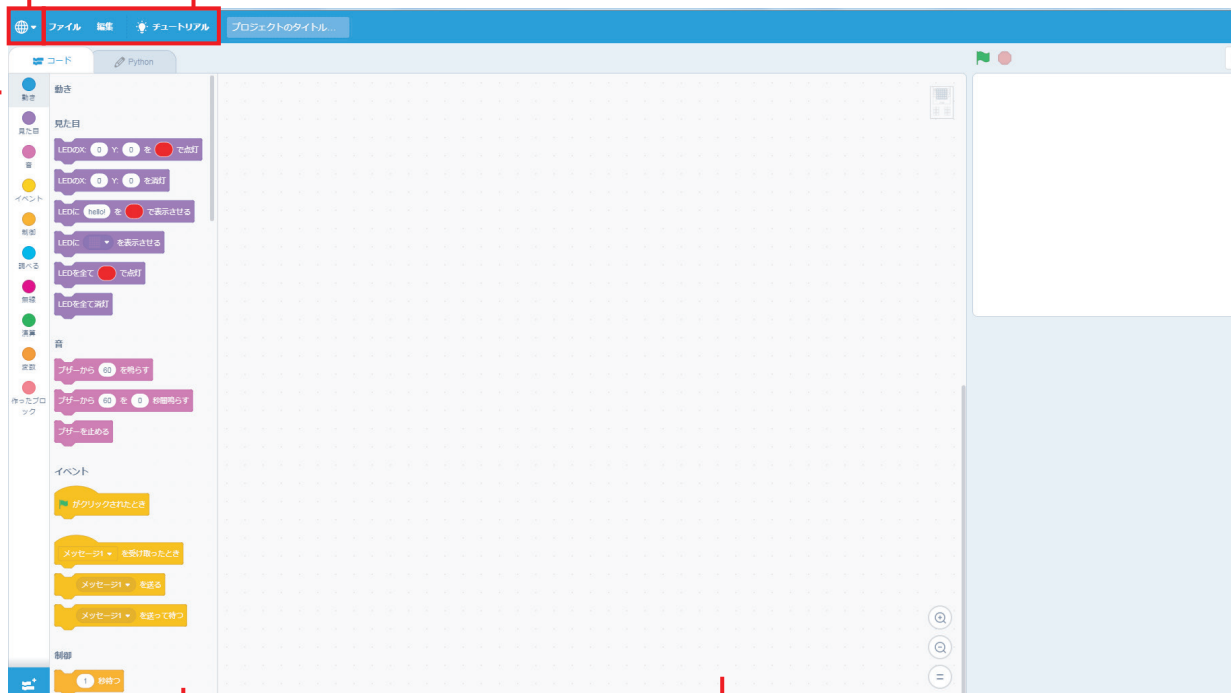 ファイル 編集 チュートリアル プロジェクトのタイトル...
コード Python
動き
見た目
音
イベント
制御
調べる
無線
演算
変数
作ったブロ
ック
動き
見た目
LEDのX: 0 Y: 0 を で点灯
LEDのX: 0 Y: 0 を消灯
LEDに hello! を で表示させる
LEDに を表示させる
LEDを全て で点灯
LEDを全て消灯
音
ブザーから 60 を鳴らす
ブザーから 60 を 0 秒間鳴らす
ブザーを止める
イベント
がクリックされたとき
メッセージ1 を受け取ったとき
メッセージ1 を送る
メッセージ1 を送って待つ
制御
1 秒待つ